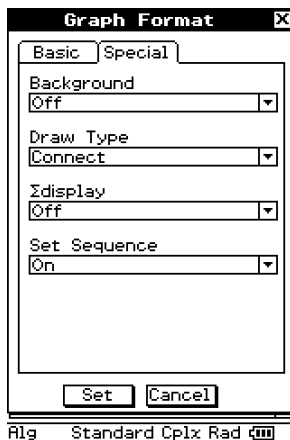 Graph Format
Basic Special
Background
Off
Draw Type
Connect
Σdisplay
Off
Set Sequence
On
Set Cancel
Alg Standard Cplx Rad